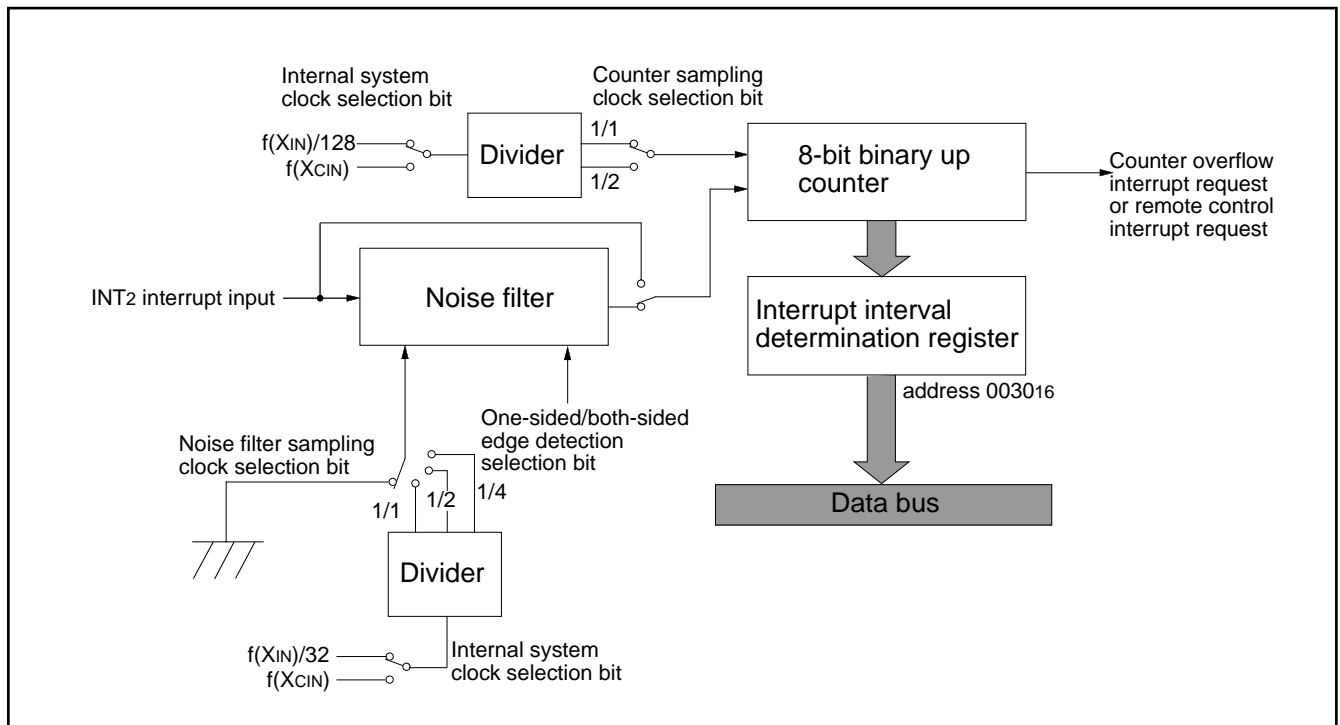 Internal system
clock selection bit
Counter sampling
clock selection bit
f(XIN)/128
f(XCIN)
Divider
1/1
1/2
8-bit binary up
counter
Counter overflow
interrupt request
or remote control
interrupt request
INT2 interrupt input
Noise filter
Interrupt interval
determination register
address 003016
One-sided/both-sided
edge detection
selection bit
Noise filter sampling
clock selection bit
1/1
1/2
1/4
Data bus
Divider
f(XIN)/32
f(XCIN)
Internal system
clock selection bit